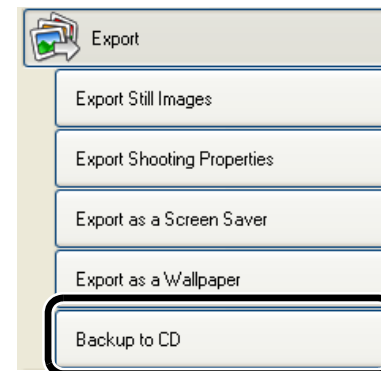 Export
Export Still Images
Export Shooting Properties
Export as a Screen Saver
Export as a Wallpaper
Backup to CD